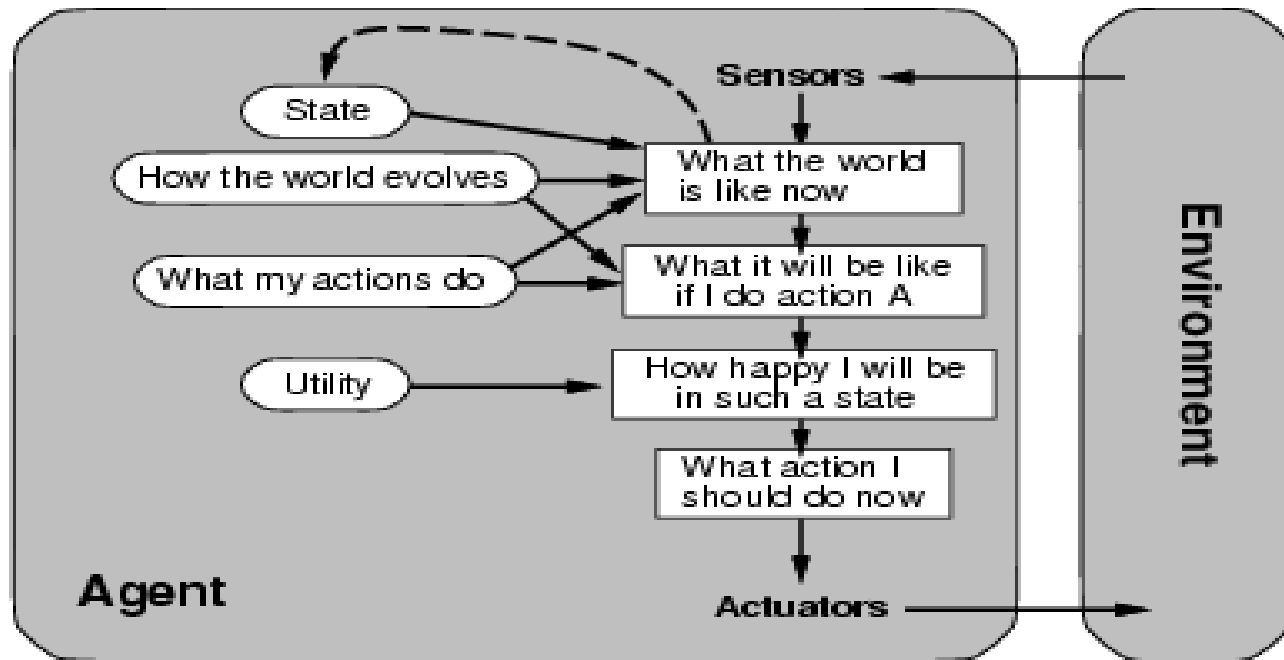 Sensors
State
What the world
is like now
How the world evolves
What it will be like
if I do action A
What my actions do
How happy I will be
in such a state
Utility
What action I
should do now
Agent
Actuators
Environment